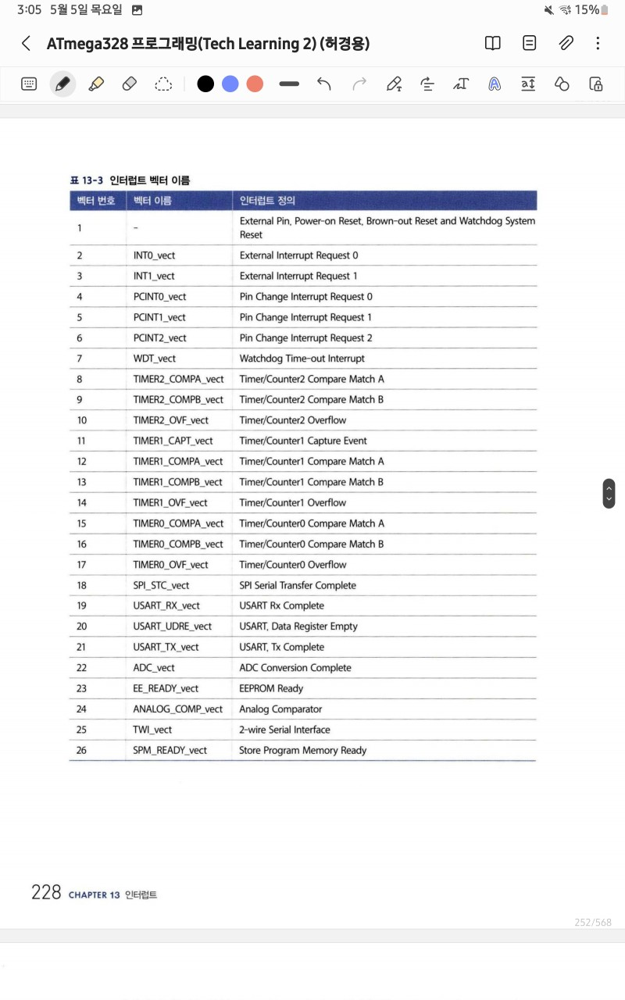 3:05 5월 5일 목요일 15%
ATmega328 프로그래밍(Tech Learning 2) (허경용)
표 13-3 인터럽트 벡터 이름
벡터 번호 벡터 이름 인터럽트 정의
1 – External Pin, Power-on Reset, Brown-out Reset and Watchdog System
Reset
2 INT0_vect External Interrupt Request 0
3 INT1_vect External Interrupt Request 1
4 PCINT0_vect Pin Change Interrupt Request 0
5 PCINT1_vect Pin Change Interrupt Request 1
6 PCINT2_vect Pin Change Interrupt Request 2
7 WDT_vect Watchdog Time-out Interrupt
8 TIMER2_COMPA_vect Timer/Counter2 Compare Match A
9 TIMER2_COMPB_vect Timer/Counter2 Compare Match B
10 TIMER2_OVF_vect Timer/Counter2 Overflow
11 TIMER1_CAPT_vect Timer/Counter1 Capture Event
12 TIMER1_COMPA_vect Timer/Counter1 Compare Match A
13 TIMER1_COMPB_vect Timer/Counter1 Compare Match B
14 TIMER1_OVF_vect Timer/Counter1 Overflow
15 TIMER0_COMPA_vect Timer/Counter0 Compare Match A
16 TIMER0_COMPB_vect Timer/Counter0 Compare Match B
17 TIMER0_OVF_vect Timer/Counter0 Overflow
18 SPI_STC_vect SPI Serial Transfer Complete
19 USART_RX_vect USART Rx Complete
20 USART_UDRE_vect USART, Data Register Empty
21 USART_TX_vect USART, Tx Complete
22 ADC_vect ADC Conversion Complete
23 EE_READY_vect EEPROM Ready
24 ANALOG_COMP_vect Analog Comparator
25 TWI_vect 2-wire Serial Interface
26 SPM_READY_vect Store Program Memory Ready
228 CHAPTER 13 인터럽트
252/568